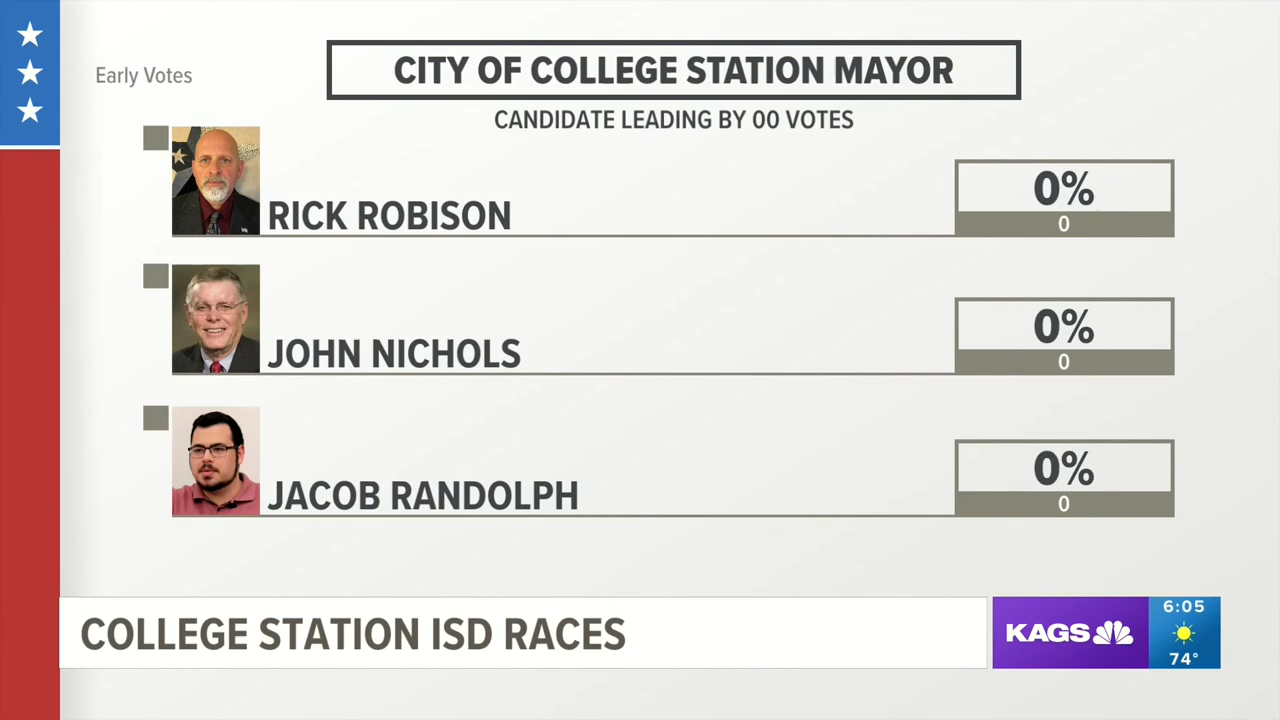 Early Votes
CITY OF COLLEGE STATION MAYOR
CANDIDATE LEADING BY 00 VOTES
RICK ROBISON
0%
0
JOHN NICHOLS
0%
0
JACOB RANDOLPH
0%
0
COLLEGE STATION ISD RACES
KAGS
6:05
74°